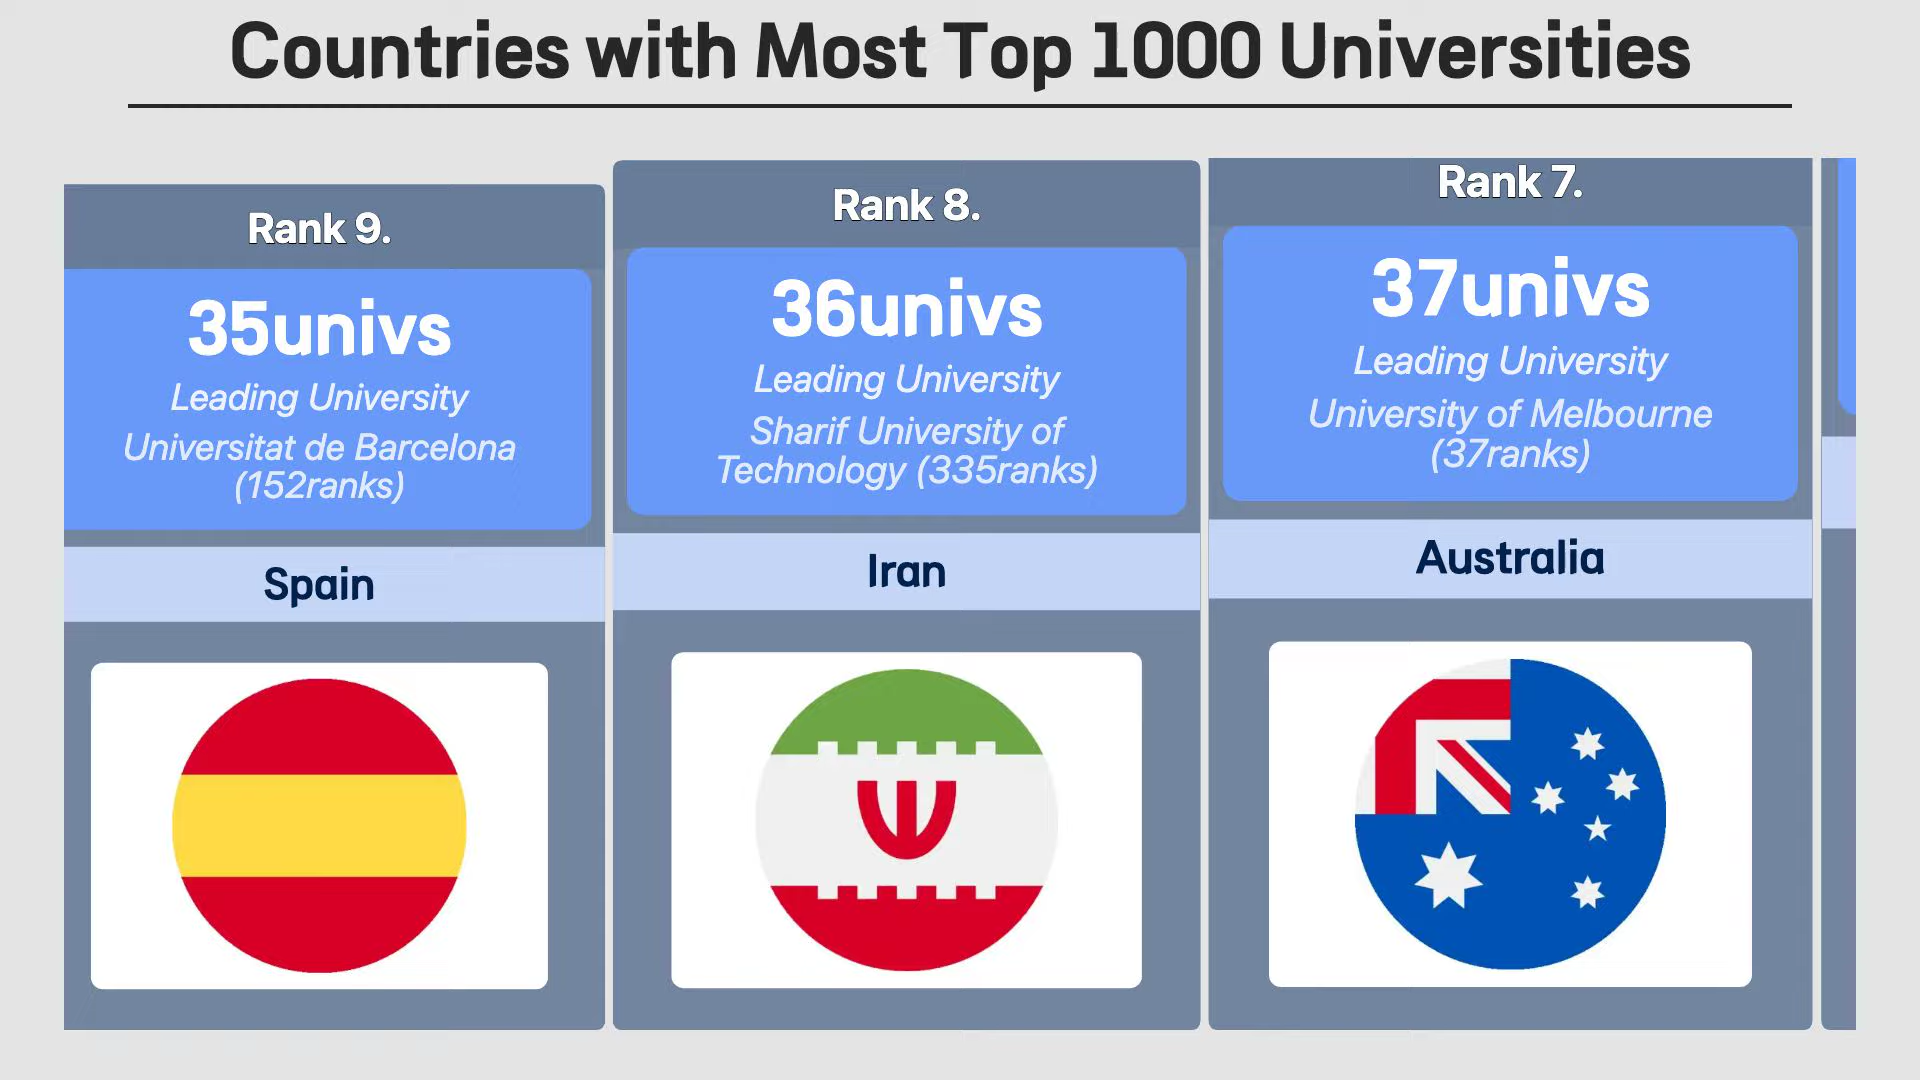 Countries with Most Top 1000 Universities
Rank 9.
35univs
Leading University
Universitat de Barcelona
(152ranks)
Spain
Rank 8.
36univs
Leading University
Sharif University of
Technology (335ranks)
Iran
Rank 7.
37univs
Leading University
University of Melbourne
(37ranks)
Australia